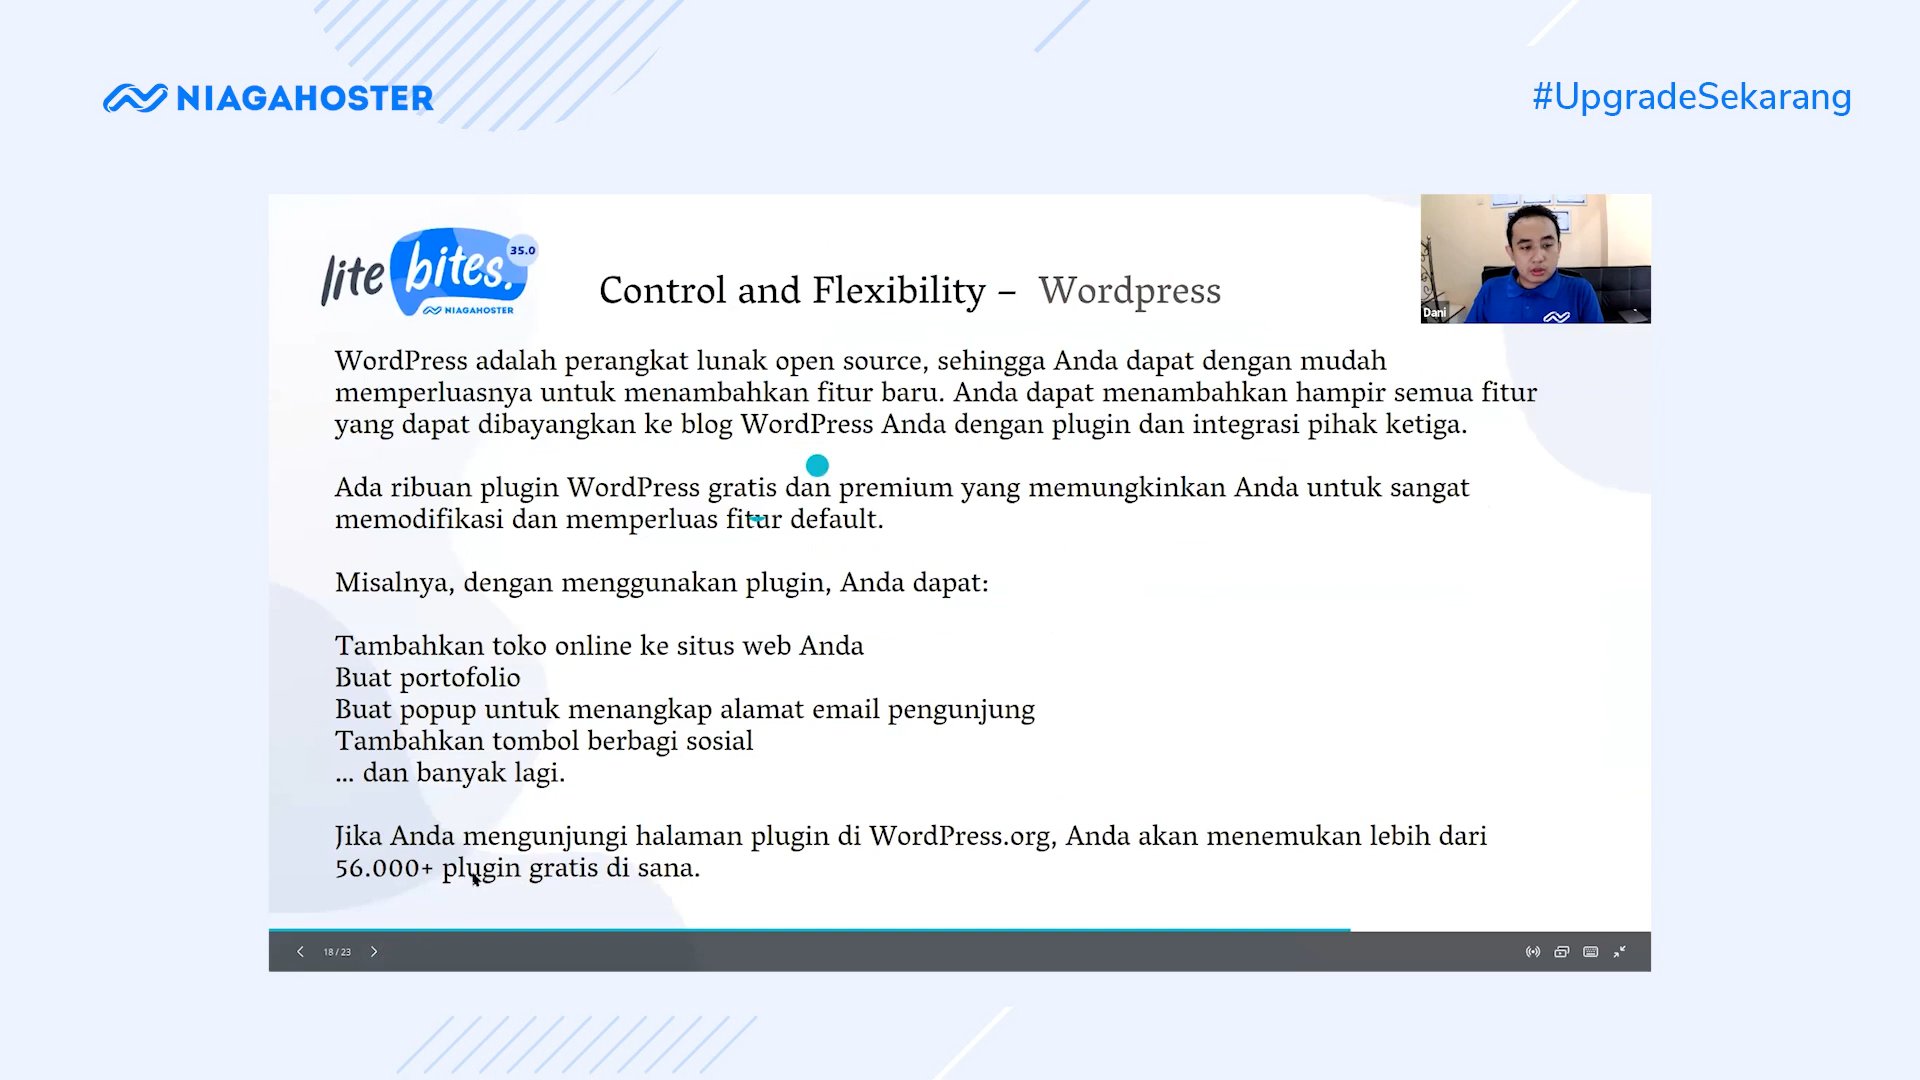 NIAGAHOSTER
#UpgradeSekarang
lite bites. 35.0
NIAGAHOSTER
Control and Flexibility – Wordpress
Dani
WordPress adalah perangkat lunak open source, sehingga Anda dapat dengan mudah
memperluasnya untuk menambahkan fitur baru. Anda dapat menambahkan hampir semua fitur
yang dapat dibayangkan ke blog WordPress Anda dengan plugin dan integrasi pihak ketiga.
Ada ribuan plugin WordPress gratis dan premium yang memungkinkan Anda untuk sangat
memodifikasi dan memperluas fitur default.
Misalnya, dengan menggunakan plugin, Anda dapat:
Tambahkan toko online ke situs web Anda
Buat portofolio
Buat popup untuk menangkap alamat email pengunjung
Tambahkan tombol berbagi sosial
... dan banyak lagi.
Jika Anda mengunjungi halaman plugin di WordPress.org, Anda akan menemukan lebih dari
56.000+ plugin gratis di sana.
18 / 23